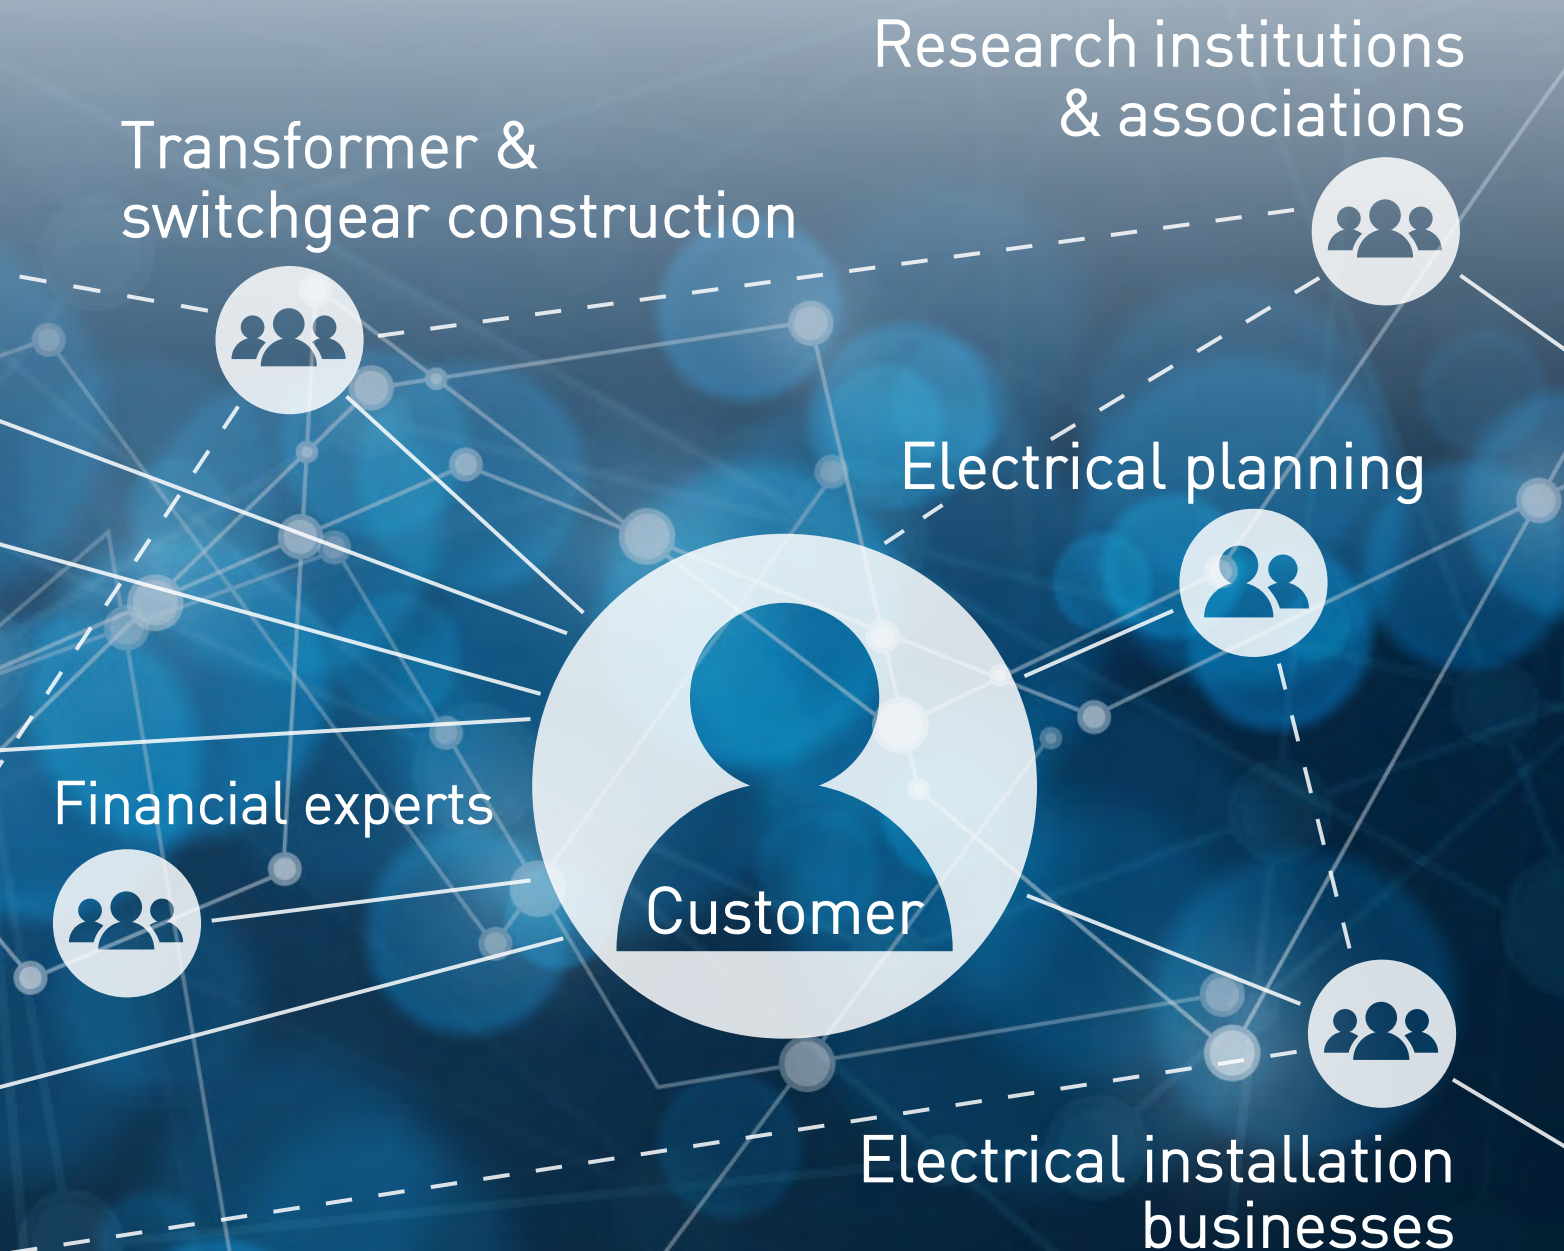 Research institutions
& associations
Transformer &
switchgear construction
Electrical planning
Financial experts
Customer
Electrical installation
businesses